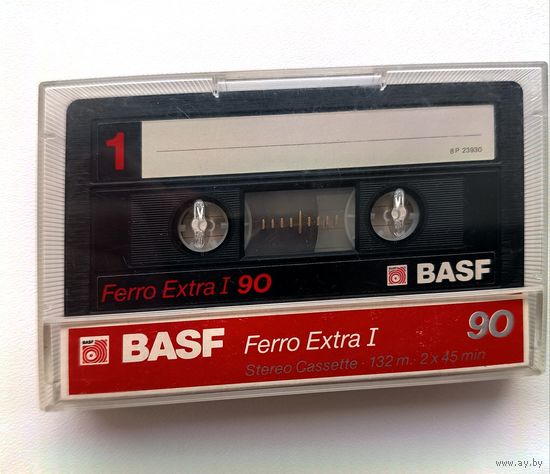 1
8P 23930
Ferro Extra I 90
BASF
BASF
BASF Ferro Extra I 90
Stereo Cassette · 132 m · 2 x 45 min
www.ay.by